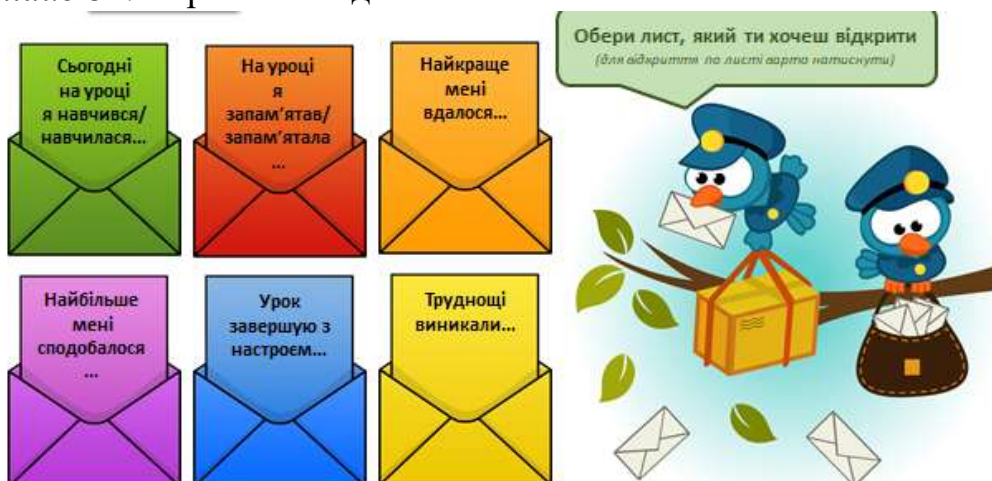 Сьогодні
на уроці
я навчився/
навчилася...
На уроці
я
запам’ятав/
запам’ятала
...
Найкраще
мені
вдалося...
Обери лист, який ти хочеш відкрити
(для відкриття по листі варто натиснути)
Найбільше
мені
сподобалося
...
Урок
завершую з
настроєм...
Труднощі
виникали...